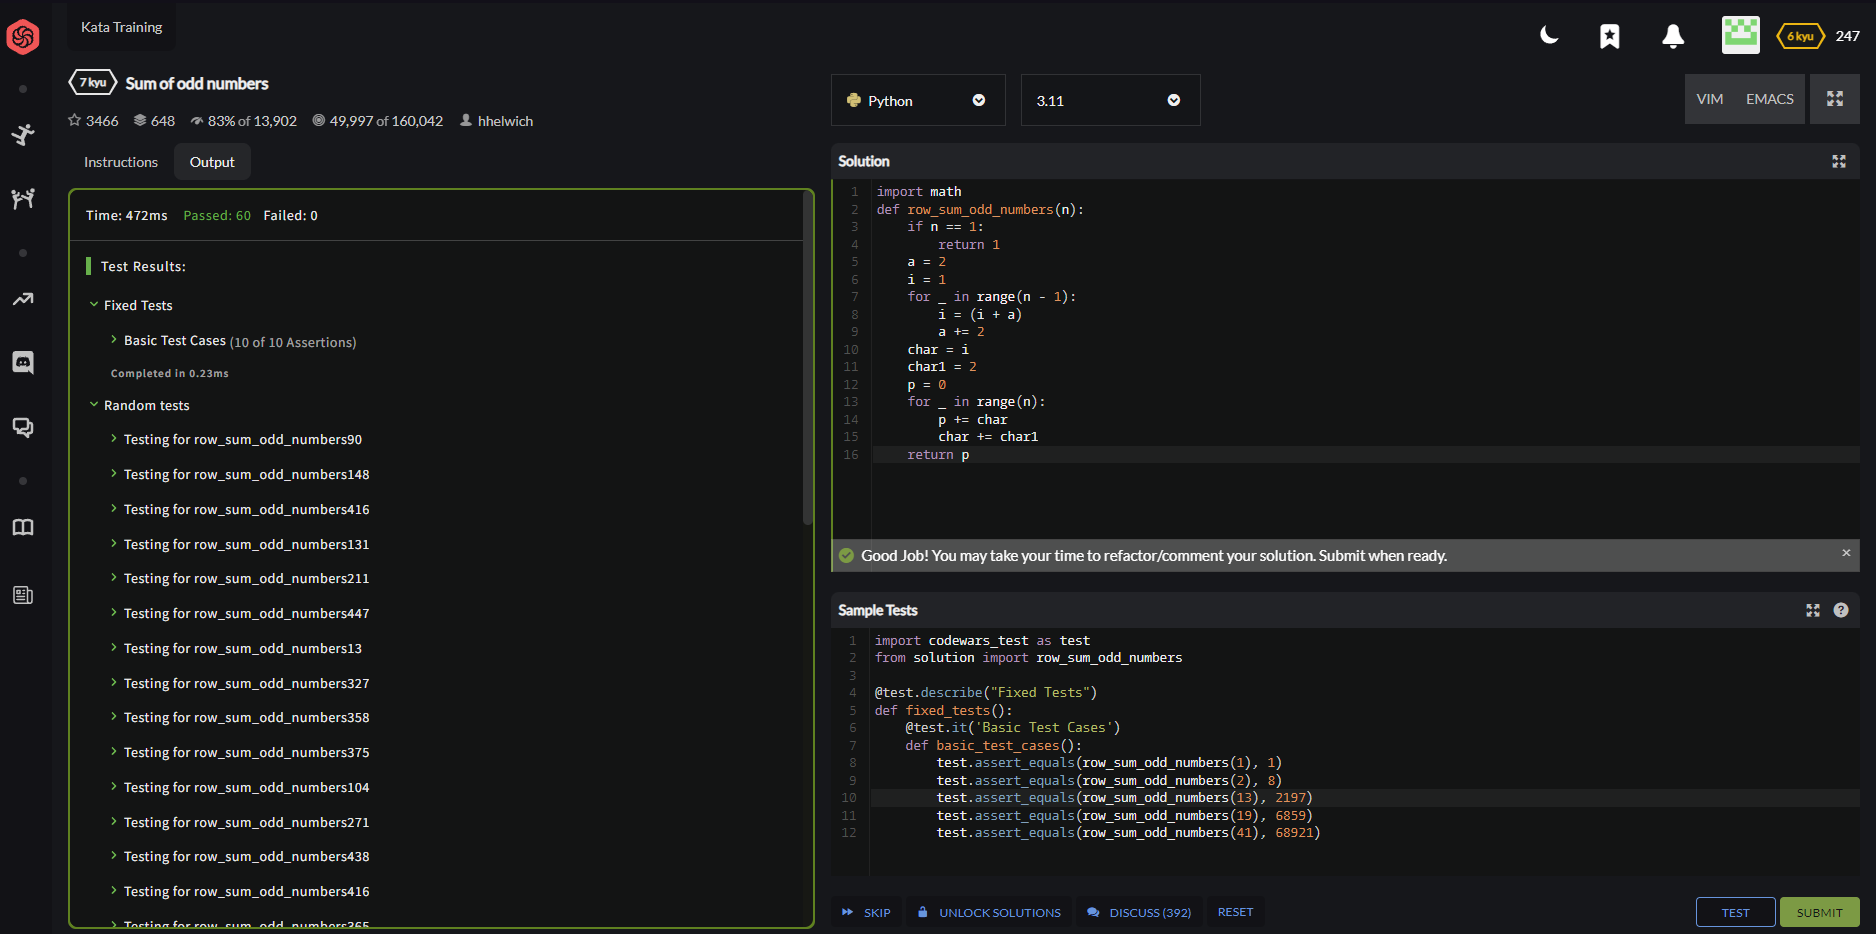 Kata Training
6 kyu
247
7 kyu
Sum of odd numbers
3466 648 83% of 13,902 49,997 of 160,042 hhelwich
Instructions
Output
Time: 472ms Passed: 60 Failed: 0
Test Results:
Fixed Tests
Basic Test Cases (10 of 10 Assertions)
Completed in 0.23ms
Random tests
Testing for row_sum_odd_numbers90
Testing for row_sum_odd_numbers148
Testing for row_sum_odd_numbers416
Testing for row_sum_odd_numbers131
Testing for row_sum_odd_numbers211
Testing for row_sum_odd_numbers447
Testing for row_sum_odd_numbers13
Testing for row_sum_odd_numbers327
Testing for row_sum_odd_numbers358
Testing for row_sum_odd_numbers375
Testing for row_sum_odd_numbers104
Testing for row_sum_odd_numbers271
Testing for row_sum_odd_numbers438
Testing for row_sum_odd_numbers416
Testing for row_sum_odd_numbers365
Python
3.11
VIM
EMACS
Solution
1 import math
2 def row_sum_odd_numbers(n):
3     if n == 1:
4         return 1
5     a = 2
6     i = 1
7     for _ in range(n - 1):
8         i = (i + a)
9         a += 2
10     char = i
11     char1 = 2
12     p = 0
13     for _ in range(n):
14         p += char
15         char += char1
16     return p
Good Job! You may take your time to refactor/comment your solution. Submit when ready.
×
Sample Tests
?
1 import codewars_test as test
2 from solution import row_sum_odd_numbers
3
4 @test.describe("Fixed Tests")
5 def fixed_tests():
6     @test.it('Basic Test Cases')
7     def basic_test_cases():
8         test.assert_equals(row_sum_odd_numbers(1), 1)
9         test.assert_equals(row_sum_odd_numbers(2), 8)
10         test.assert_equals(row_sum_odd_numbers(13), 2197)
11         test.assert_equals(row_sum_odd_numbers(19), 6859)
12         test.assert_equals(row_sum_odd_numbers(41), 68921)
SKIP
UNLOCK SOLUTIONS
DISCUSS (392)
RESET
TEST
SUBMIT